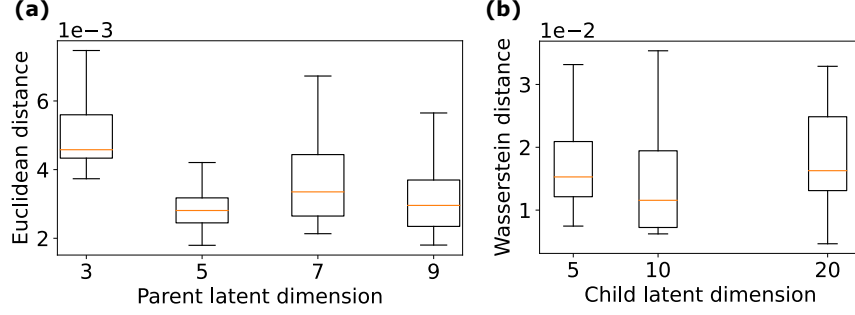 (a)
1e−3
Euclidean distance
6
4
2
3 5 7 9
Parent latent dimension
(b)
1e−2
Wasserstein distance
3
2
1
5 10 20
Child latent dimension